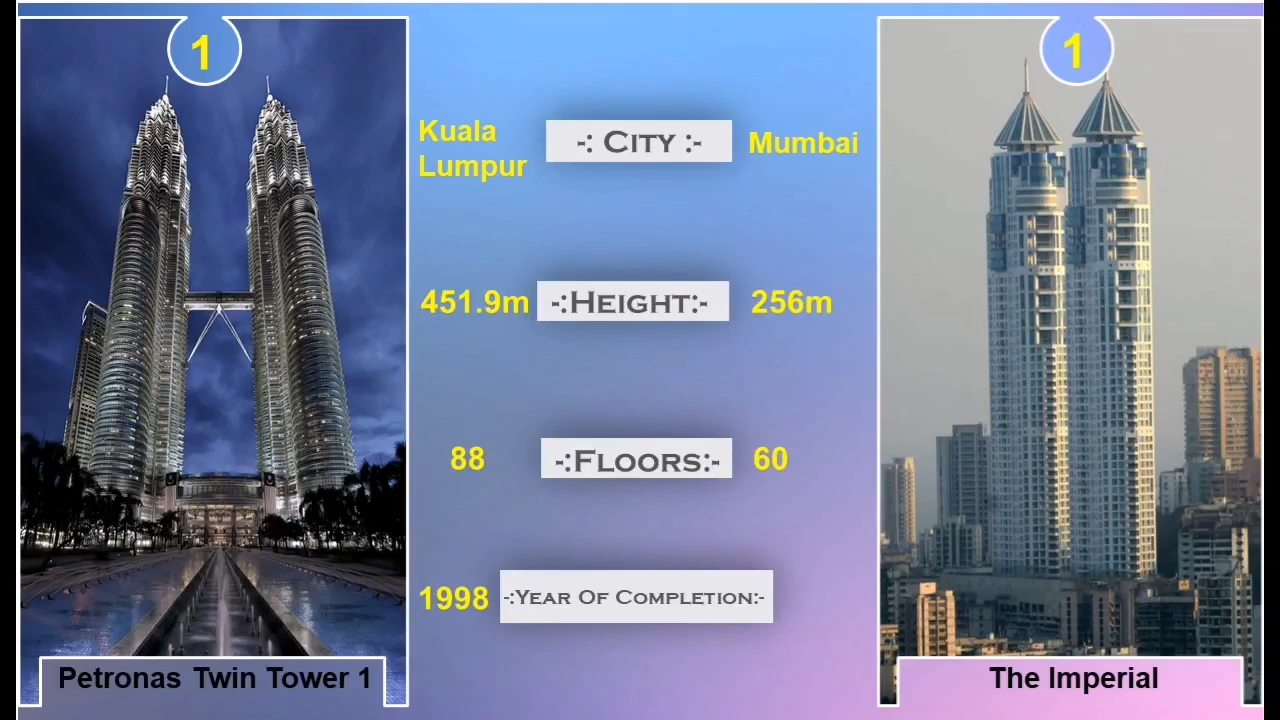 1
1
Kuala
Lumpur
-: City :-
Mumbai
451.9m
-:Height:-
256m
88
-:Floors:-
60
1998
-:Year Of Completion:-
Petronas Twin Tower 1
The Imperial